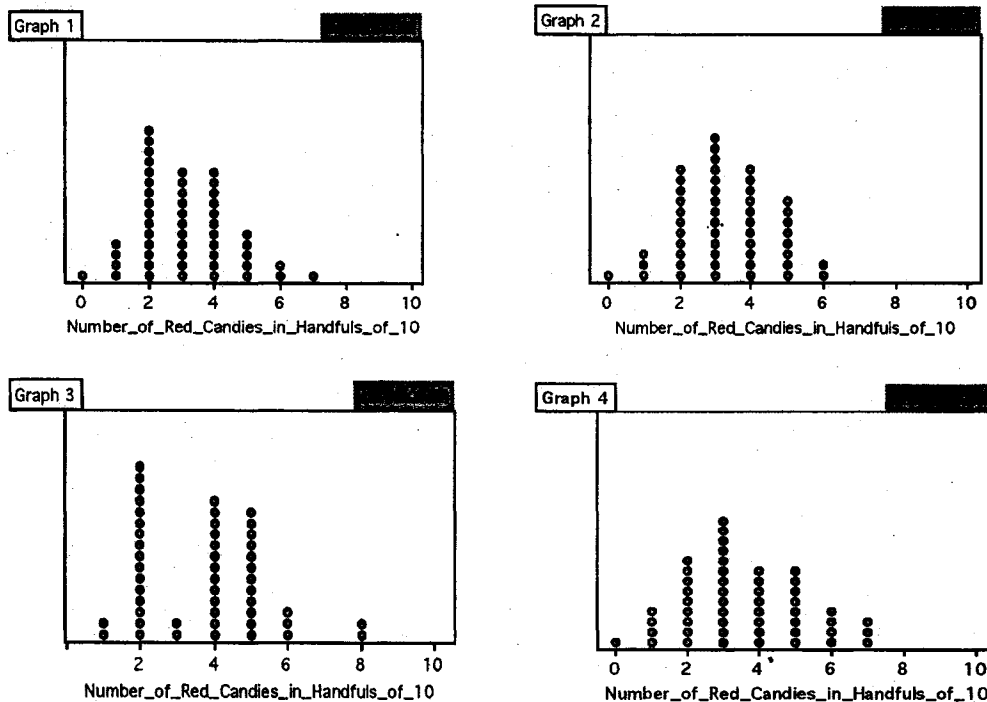 Graph 1
0 2 4 6 8 10
Number_of_Red_Candies_in_Handfuls_of_10
Graph 2
0 2 4 6 8 10
Number_of_Red_Candies_in_Handfuls_of_10
Graph 3
2 4 6 8 10
Number_of_Red_Candies_in_Handfuls_of_10
Graph 4
0 2 4 6 8 10
Number_of_Red_Candies_in_Handfuls_of_10